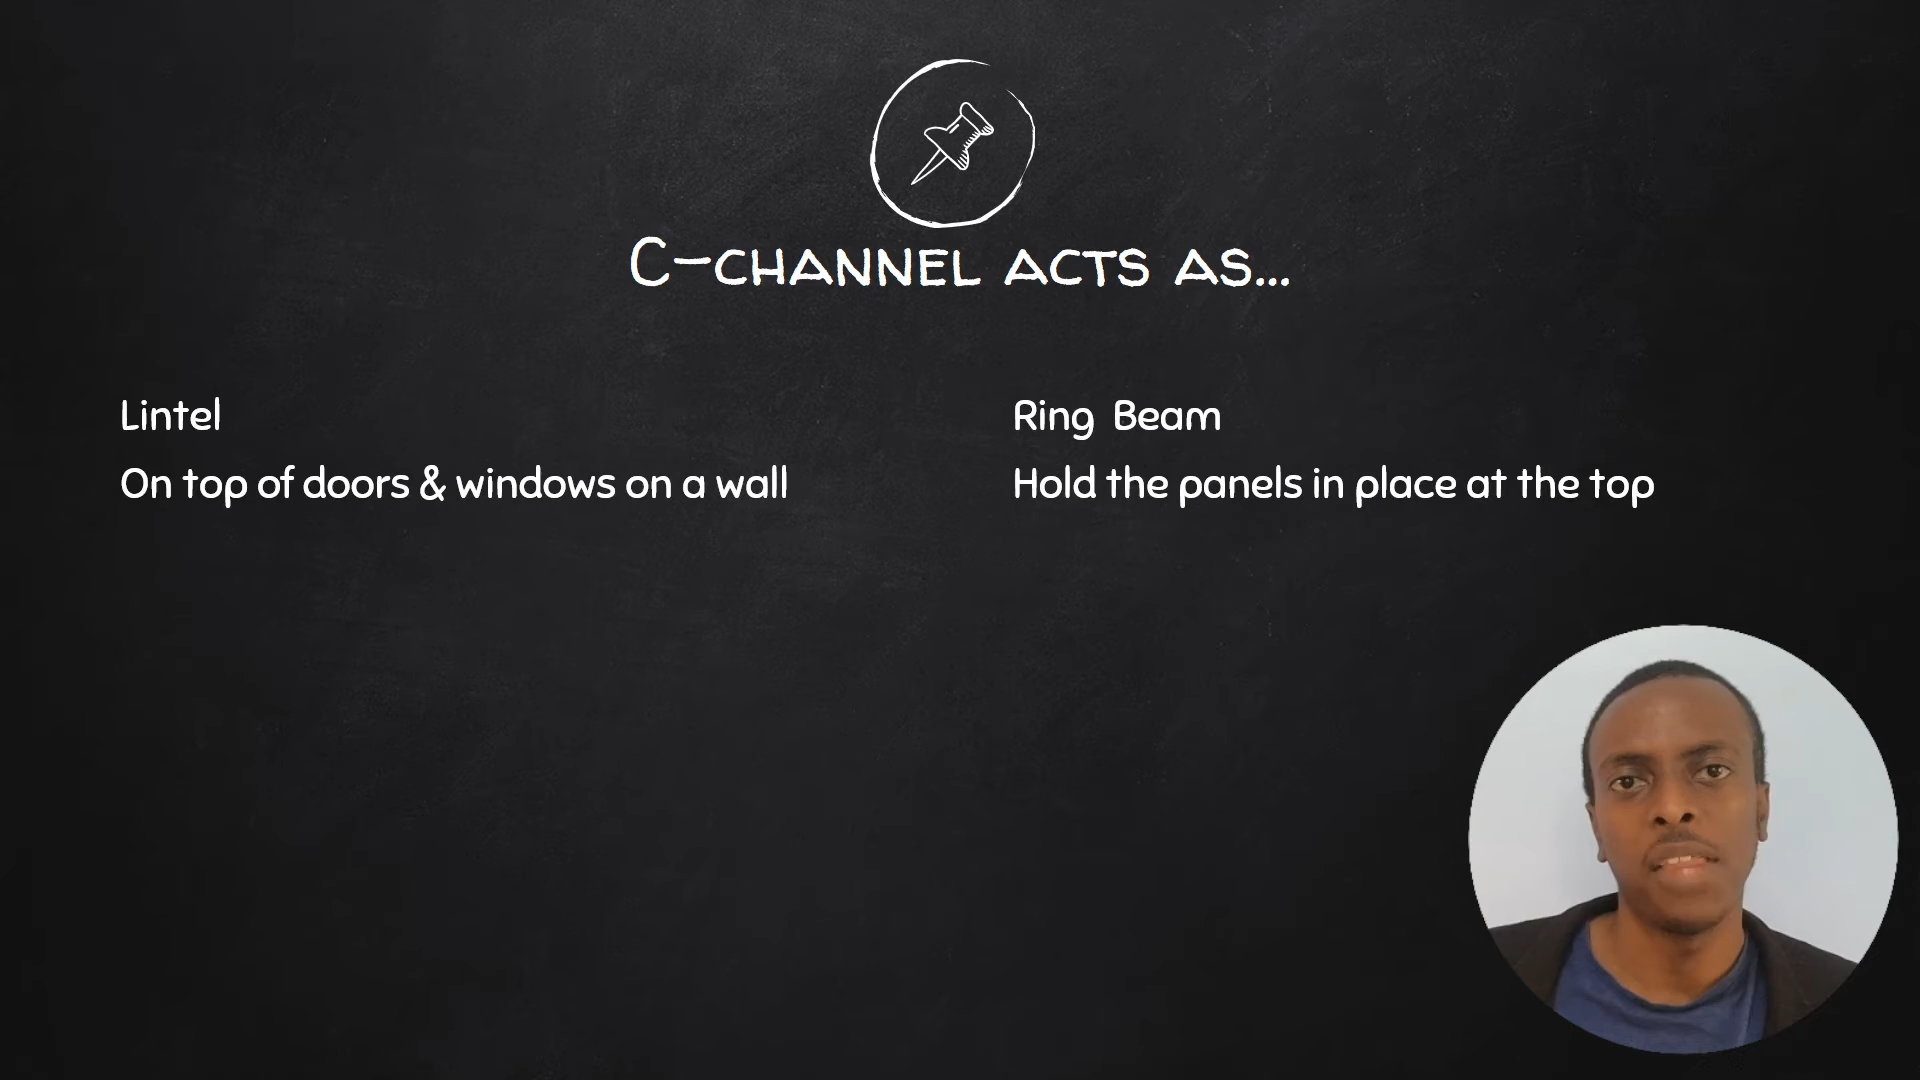 C-channel acts as...
Lintel
On top of doors & windows on a wall
Ring Beam
Hold the panels in place at the top